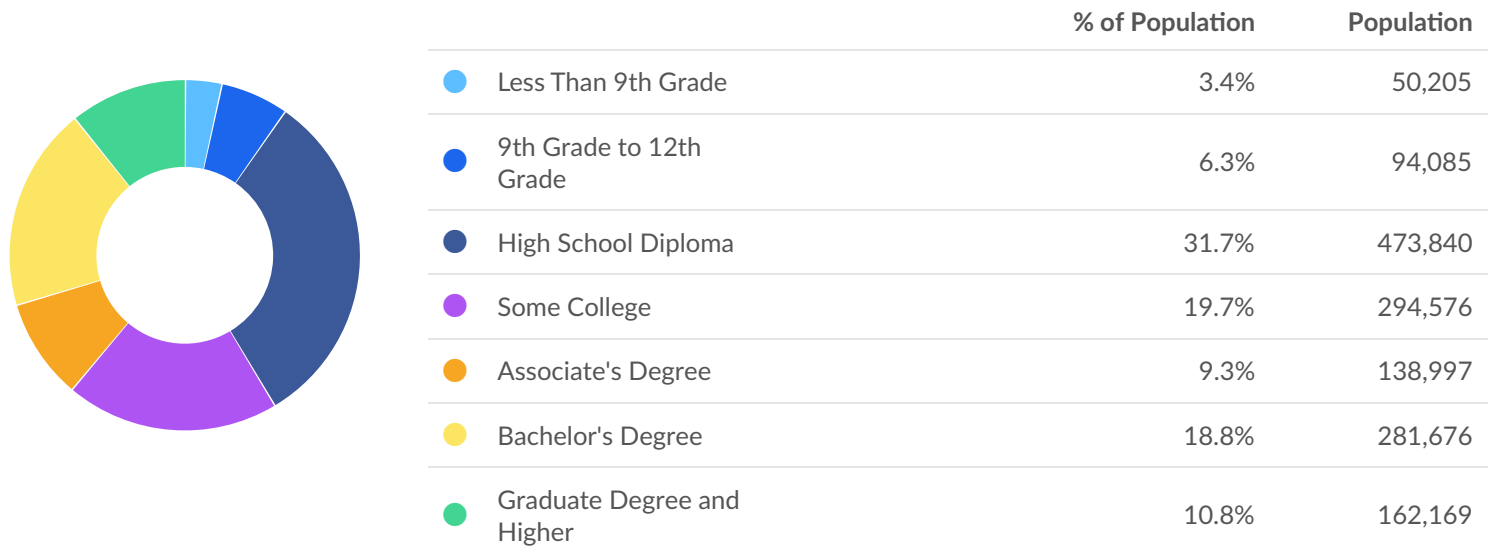 % of Population Population
Less Than 9th Grade 3.4% 50,205
9th Grade to 12th
Grade 6.3% 94,085
High School Diploma 31.7% 473,840
Some College 19.7% 294,576
Associate's Degree 9.3% 138,997
Bachelor's Degree 18.8% 281,676
Graduate Degree and
Higher 10.8% 162,169